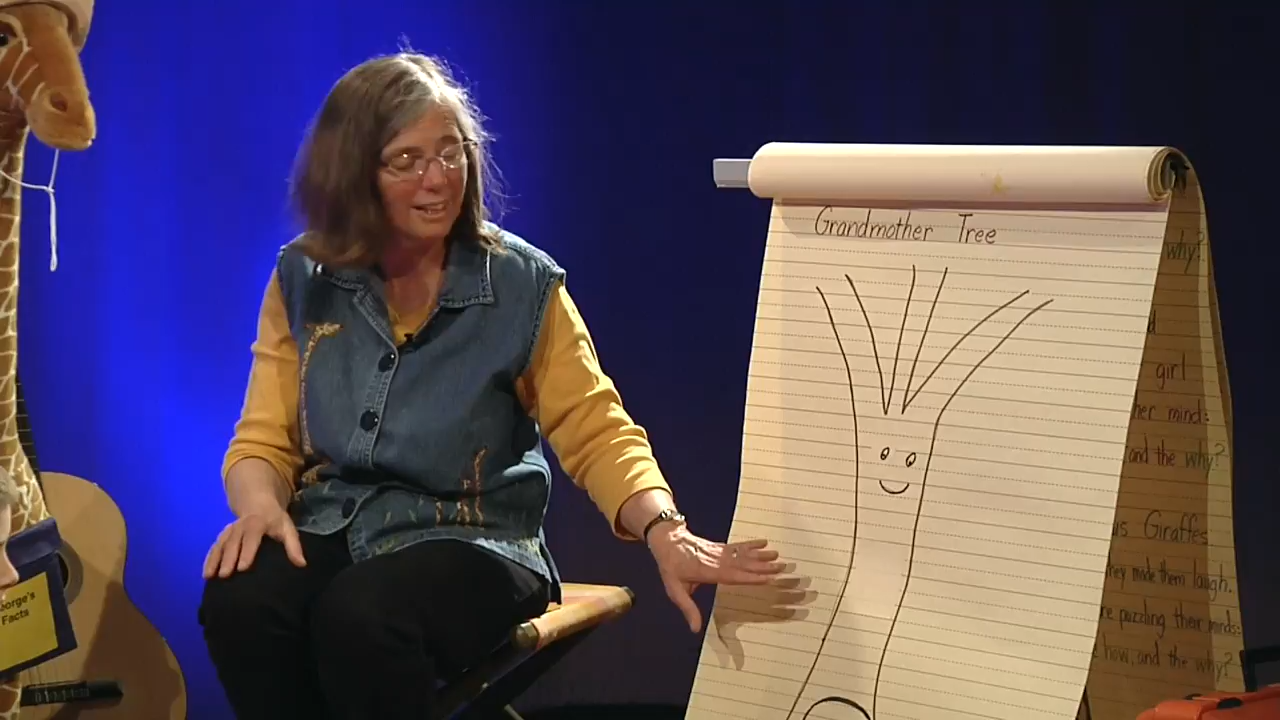 Grandmother Tree
why?
girl
her mind:
and the why?
Giraffes
they made them laugh.
puzzling their minds:
how, and the why?
eorge's
Facts